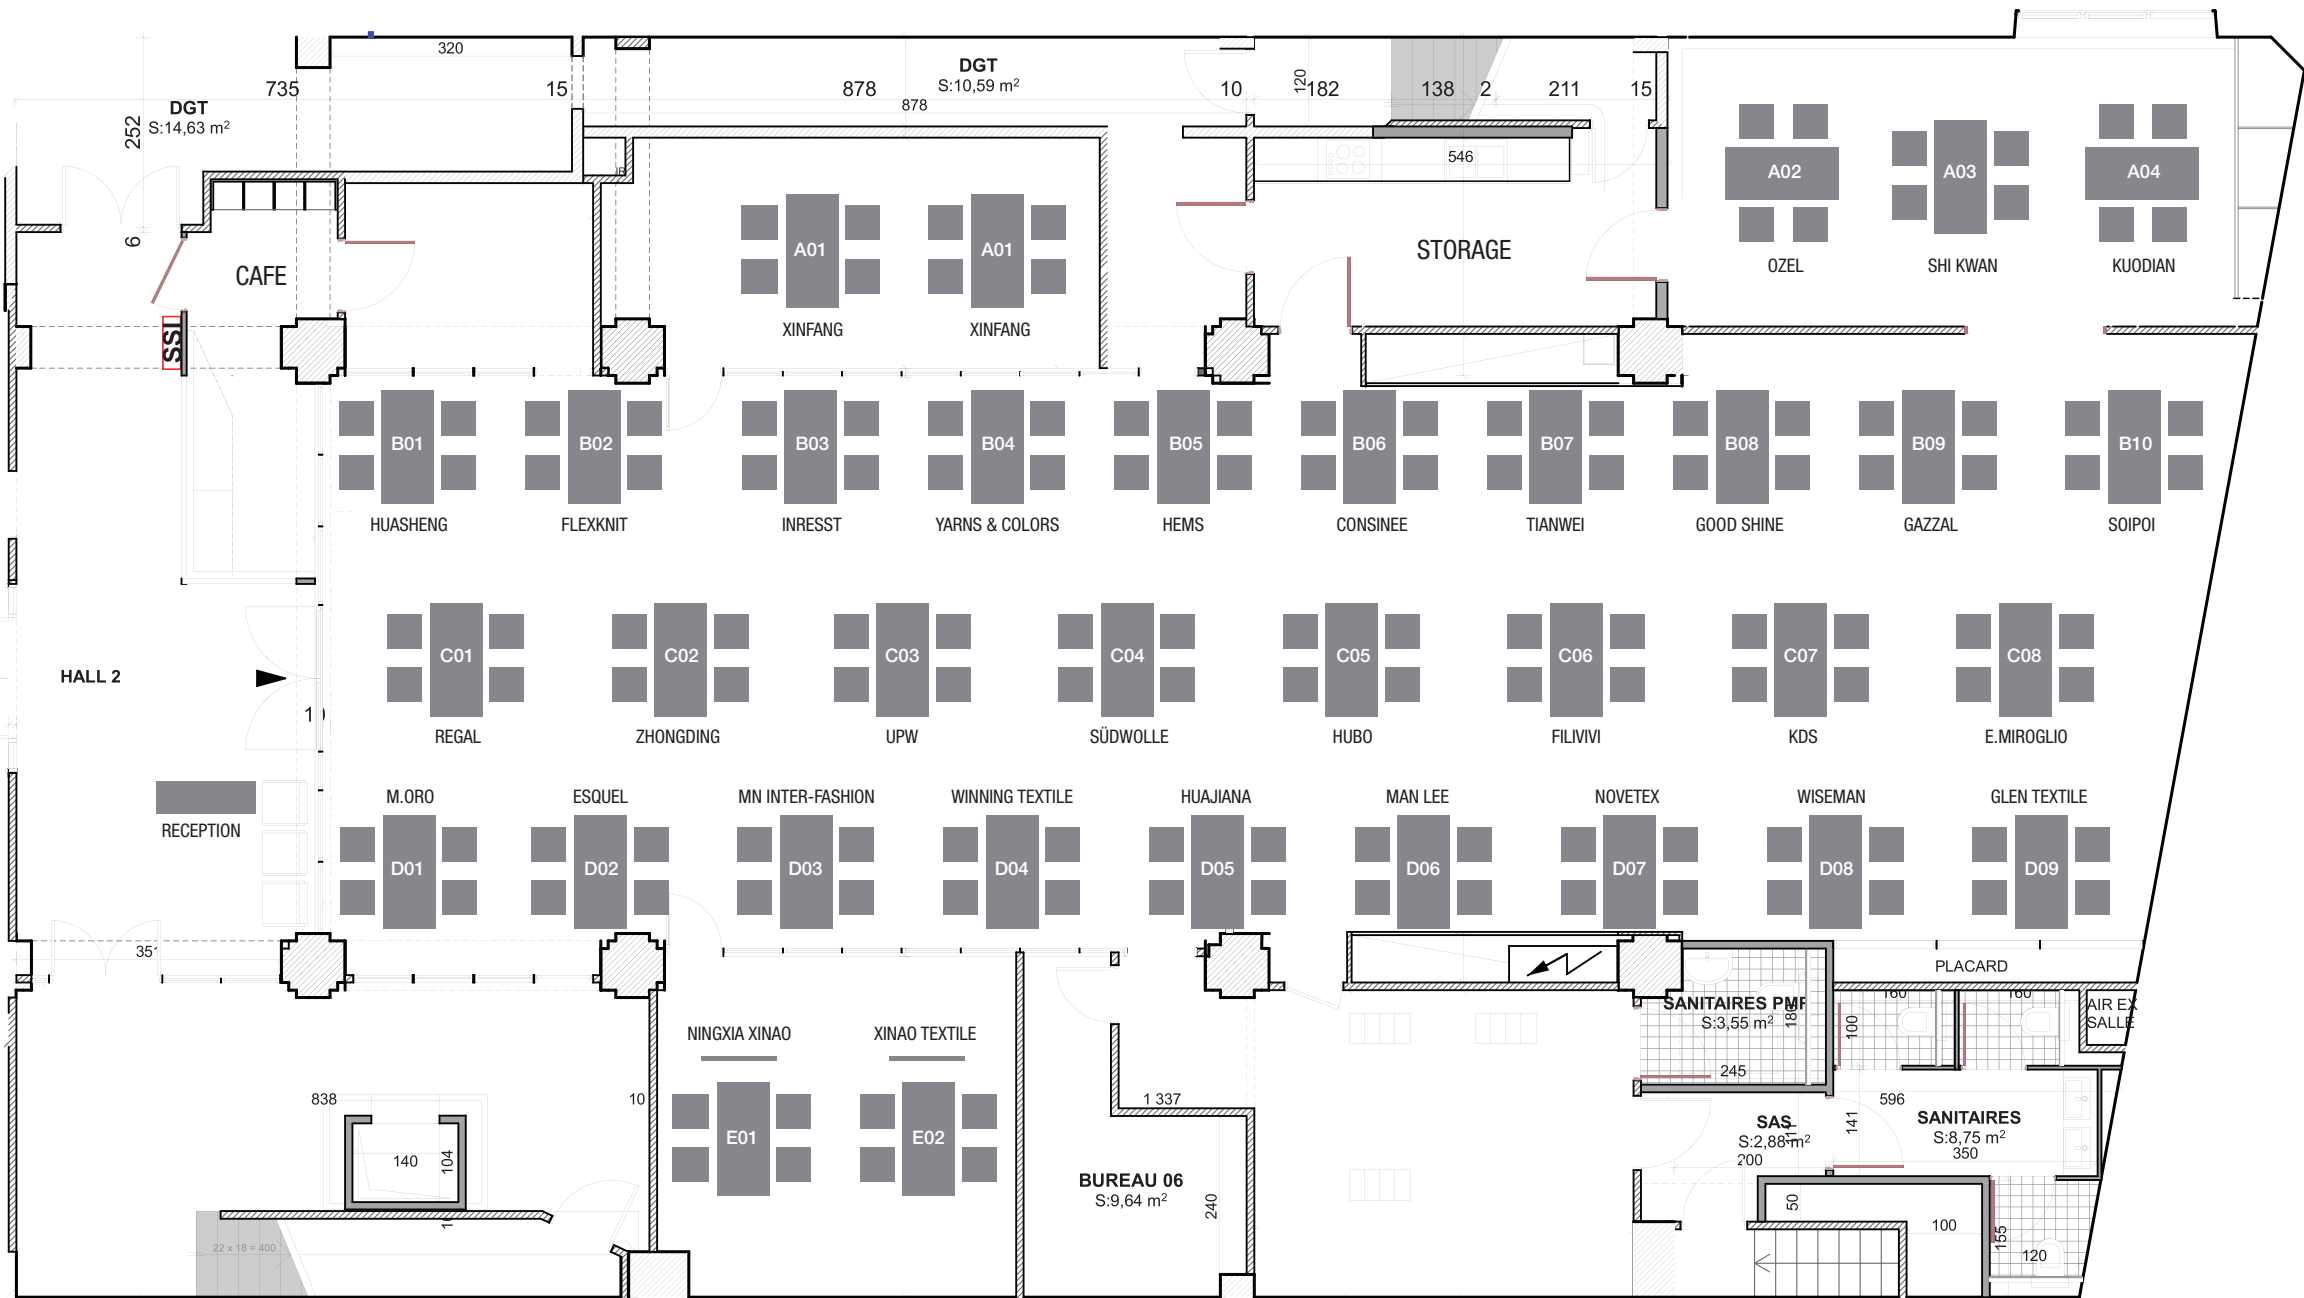 320
DGT
S:10,59 m²
735
15
878
878
10
120
182
138
2
211
15
DGT
S:14,63 m²
252
6
546
A02
A03
A04
OZEL
SHI KWAN
KUODIAN
A01
A01
XINFANG
XINFANG
STORAGE
CAFE
SSI
B01
B02
B03
B04
B05
B06
B07
B08
B09
B10
HUASHENG
FLEXKNIT
INRESST
YARNS & COLORS
HEMS
CONSINEE
TIANWEI
GOOD SHINE
GAZZAL
SOIPOI
C01
C02
C03
C04
C05
C06
C07
C08
HALL 2
REGAL
ZHONGDING
UPW
SÜDWOLLE
HUBO
FILIVIVI
KDS
E.MIROGLIO
RECEPTION
M.ORO
ESQUEL
MN INTER-FASHION
WINNING TEXTILE
HUAJIANA
MAN LEE
NOVETEX
WISEMAN
GLEN TEXTILE
D01
D02
D03
D04
D05
D06
D07
D08
D09
PLACARD
SANITAIRES PMR
S:3,55 m²
180
245
160
160
100
AIR EX
SALLE
NINGXIA XINAO
XINAO TEXTILE
E01
E02
838
10
140
104
22 x 18 = 400
1 337
BUREAU 06
S:9,64 m²
240
SAS
S:2,88 m²
200
141
596
SANITAIRES
S:8,75 m²
350
50
100
155
120